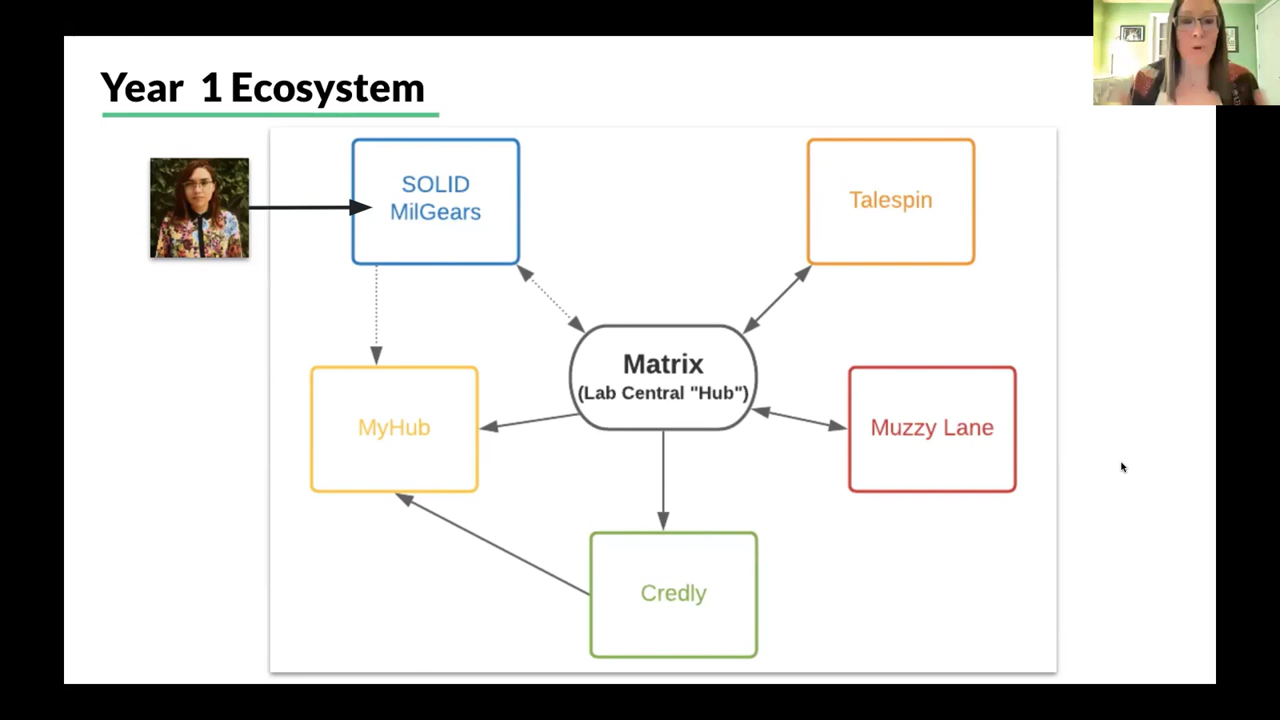 Year 1 Ecosystem
SOLID
MilGears
Talespin
Matrix
(Lab Central "Hub")
MyHub
Muzzy Lane
Credly